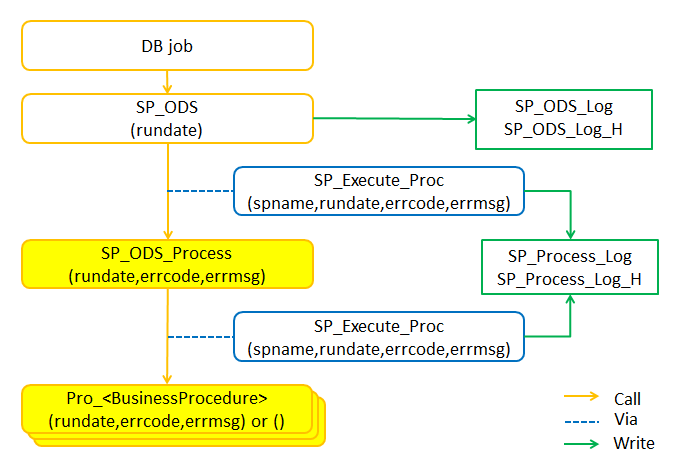 DB job
SP_ODS
(rundate)
SP_ODS_Log
SP_ODS_Log_H
SP_Execute_Proc
(spname,rundate,errcode,errmsg)
SP_ODS_Process
(rundate,errcode,errmsg)
SP_Process_Log
SP_Process_Log_H
SP_Execute_Proc
(spname,rundate,errcode,errmsg)
Pro_<BusinessProcedure>
(rundate,errcode,errmsg) or ()
Call
Via
Write